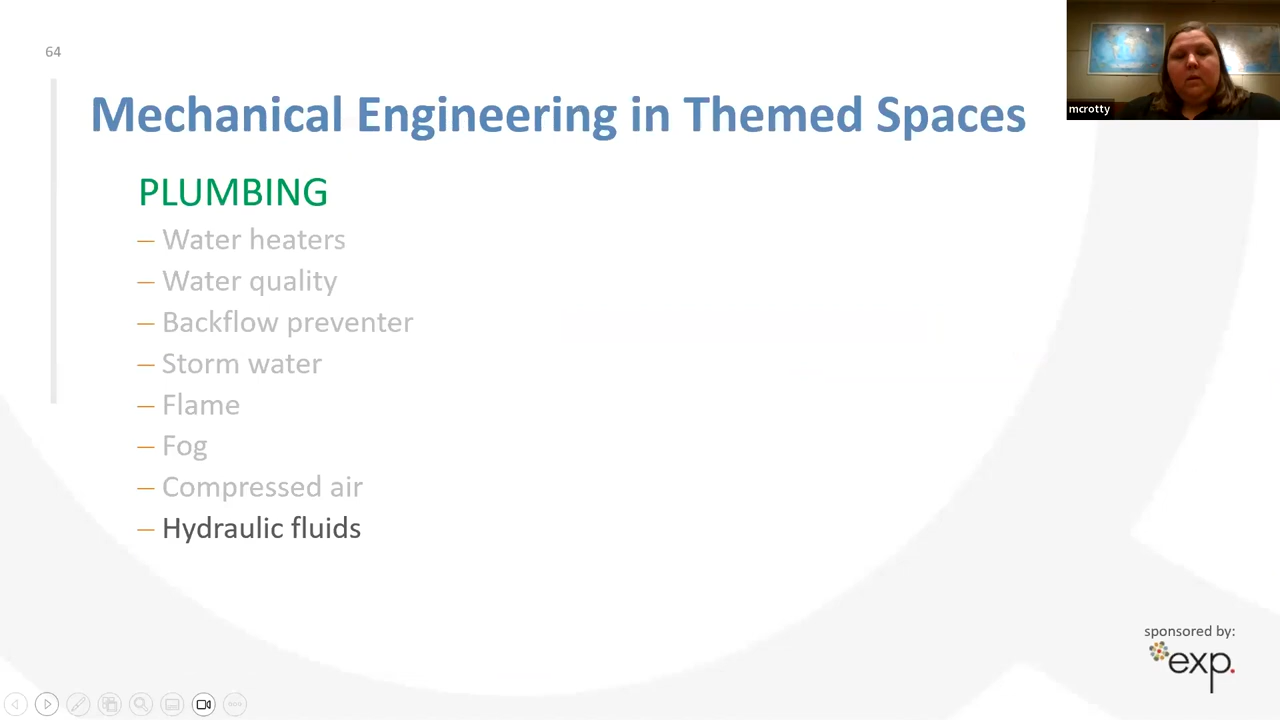 64
mcrotty
Mechanical Engineering in Themed Spaces
PLUMBING
– Water heaters
– Water quality
– Backflow preventer
– Storm water
– Flame
– Fog
– Compressed air
– Hydraulic fluids
sponsored by:
exp.